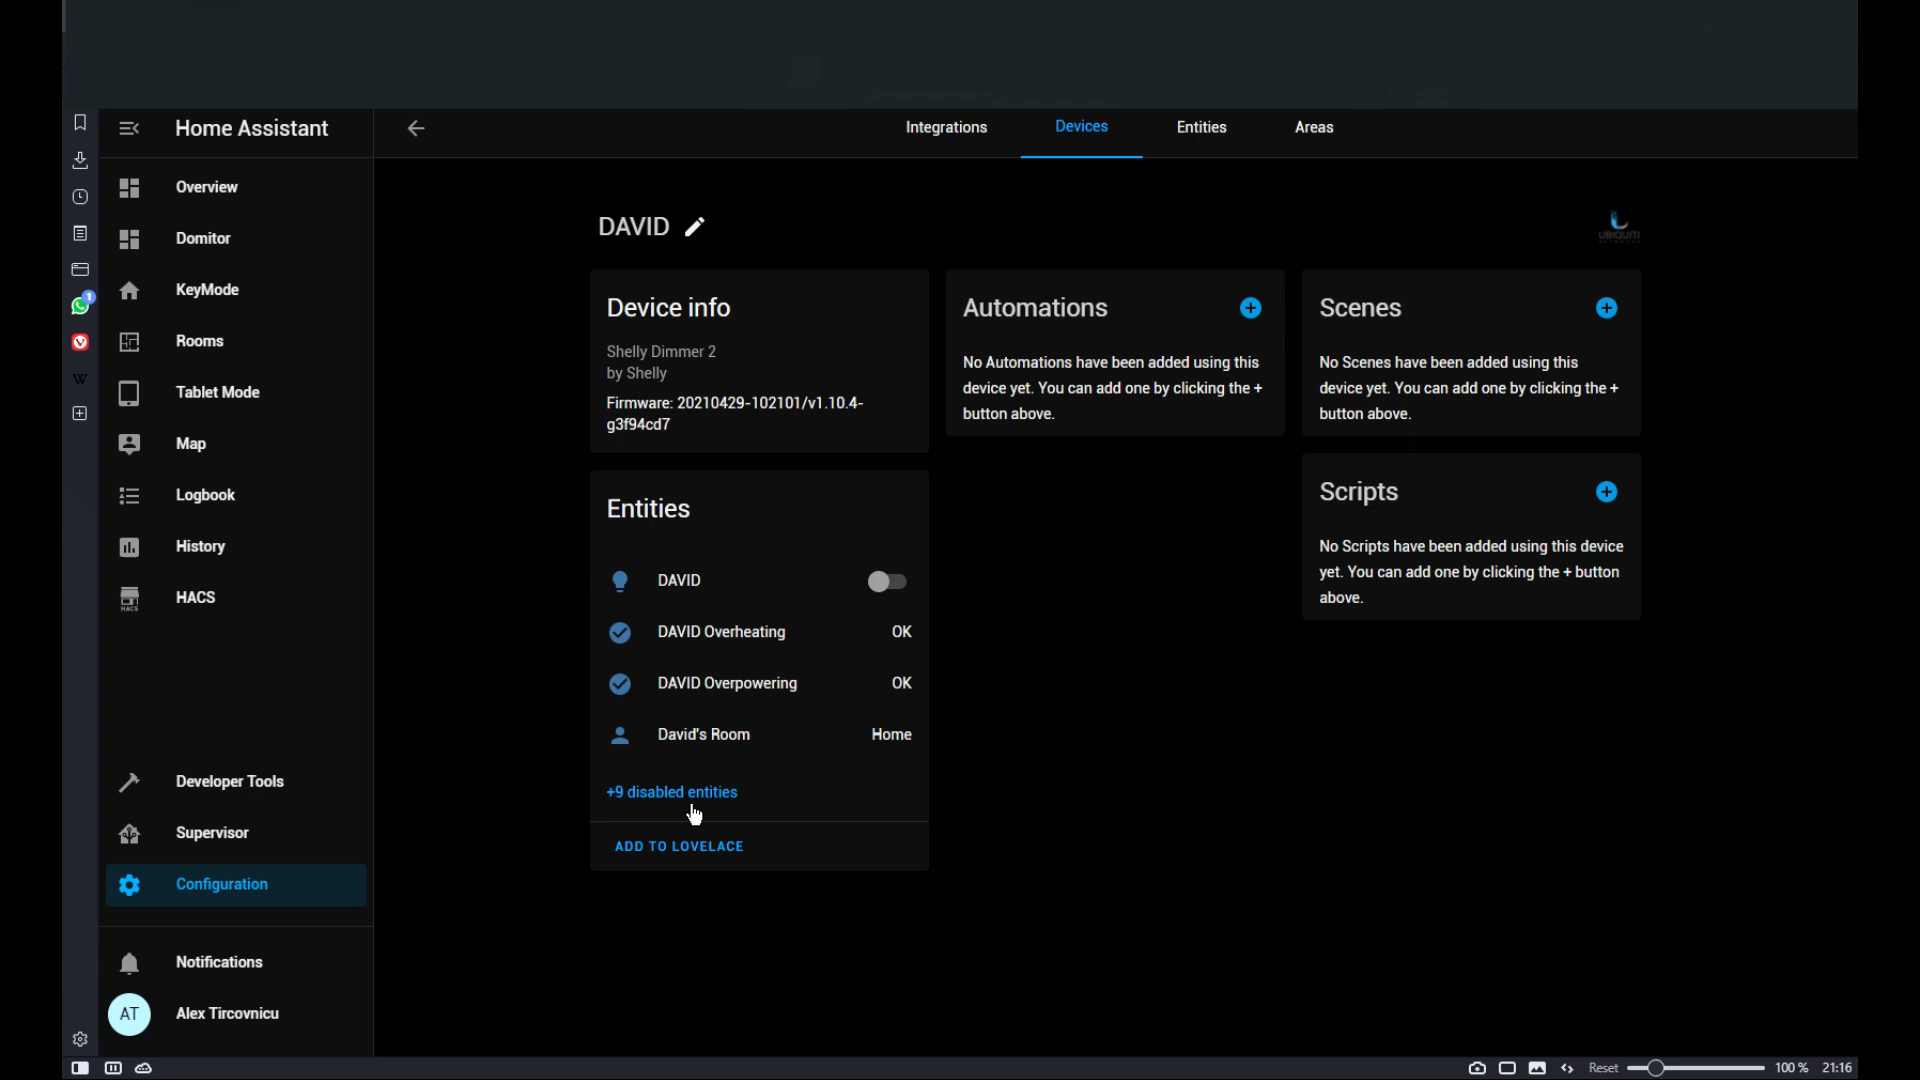 Home Assistant
Integrations
Devices
Entities
Areas
Overview
Domitor
KeyMode
Rooms
Tablet Mode
Map
Logbook
History
HACS
HACS
Developer Tools
Supervisor
Configuration
Notifications
AT
Alex Tircovnicu
1
W
DAVID
UBIQUITI
Device info
Shelly Dimmer 2
by Shelly
Firmware: 20210429-102101/v1.10.4-
g3f94cd7
Entities
DAVID
DAVID Overheating OK
DAVID Overpowering OK
David's Room Home
+9 disabled entities
ADD TO LOVELACE
Automations
No Automations have been added using this
device yet. You can add one by clicking the +
button above.
Scenes
No Scenes have been added using this
device yet. You can add one by clicking the +
button above.
Scripts
No Scripts have been added using this device
yet. You can add one by clicking the + button
above.
Reset
100 %
21:16